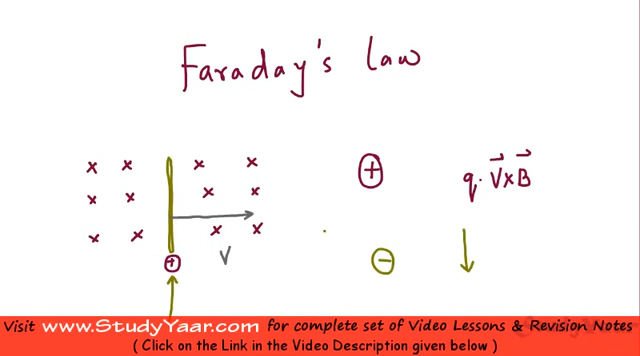 Faraday's law
x x x x
+ q. V x B
x x x x
x x x x
V -
+
Visit www.StudyYaar.com for complete set of Video Lessons & Revision Notes
( Click on the Link in the Video Description given below )